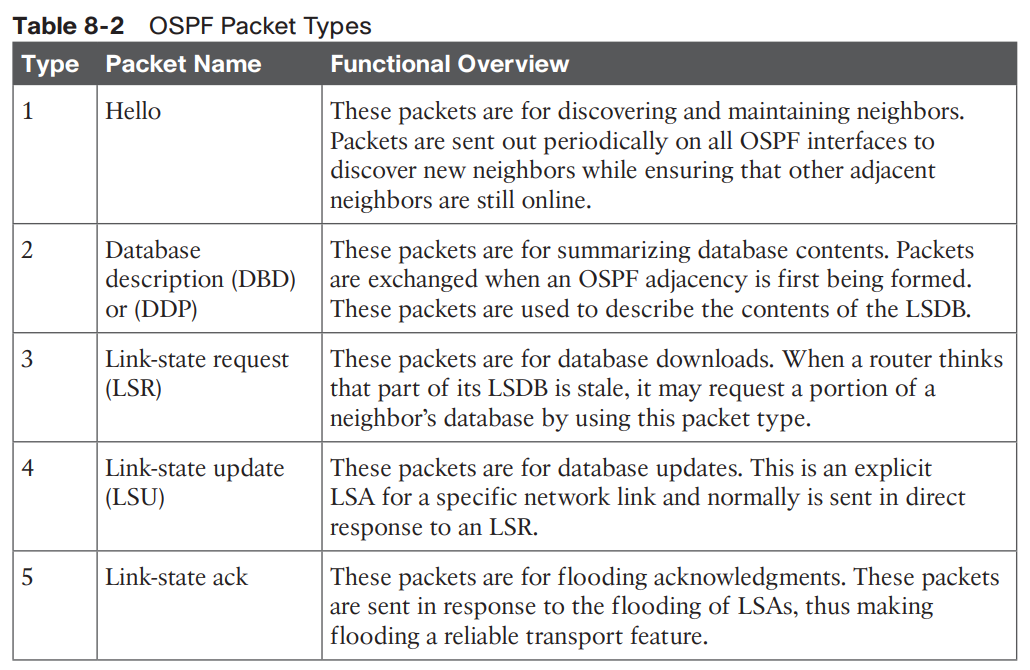 Table 8-2 OSPF Packet Types
Type Packet Name Functional Overview
1 Hello These packets are for discovering and maintaining neighbors.
Packets are sent out periodically on all OSPF interfaces to
discover new neighbors while ensuring that other adjacent
neighbors are still online.
2 Database These packets are for summarizing database contents. Packets
description (DBD) are exchanged when an OSPF adjacency is first being formed.
or (DDP) These packets are used to describe the contents of the LSDB.
3 Link-state request These packets are for database downloads. When a router thinks
(LSR) that part of its LSDB is stale, it may request a portion of a
neighbor's database by using this packet type.
4 Link-state update These packets are for database updates. This is an explicit
(LSU) LSA for a specific network link and normally is sent in direct
response to an LSR.
5 Link-state ack These packets are for flooding acknowledgments. These packets
are sent in response to the flooding of LSAs, thus making
flooding a reliable transport feature.